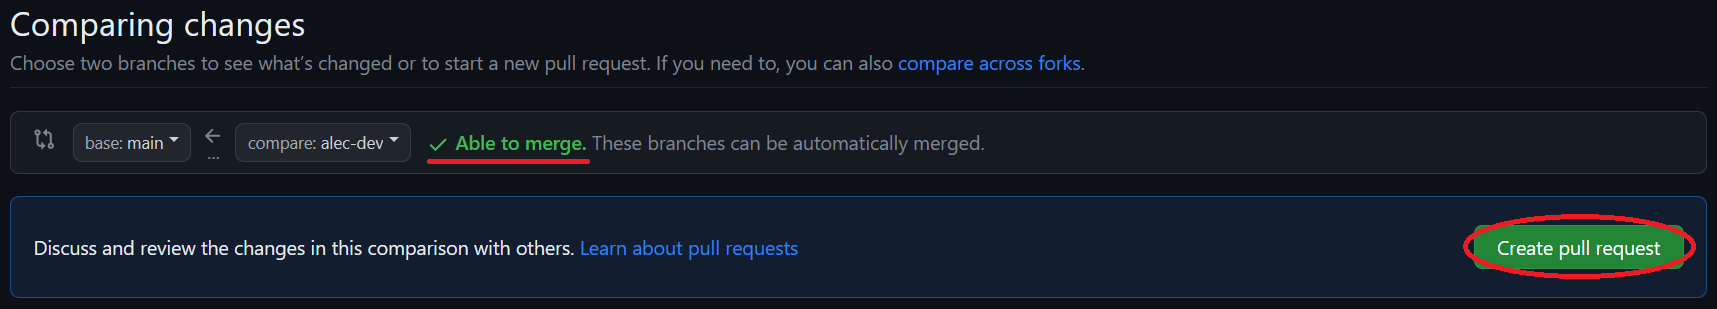 Comparing changes
Choose two branches to see what's changed or to start a new pull request. If you need to, you can also compare across forks.
base: main ← ... compare: alec-dev ✓ Able to merge. These branches can be automatically merged.
Discuss and review the changes in this comparison with others. Learn about pull requests Create pull request